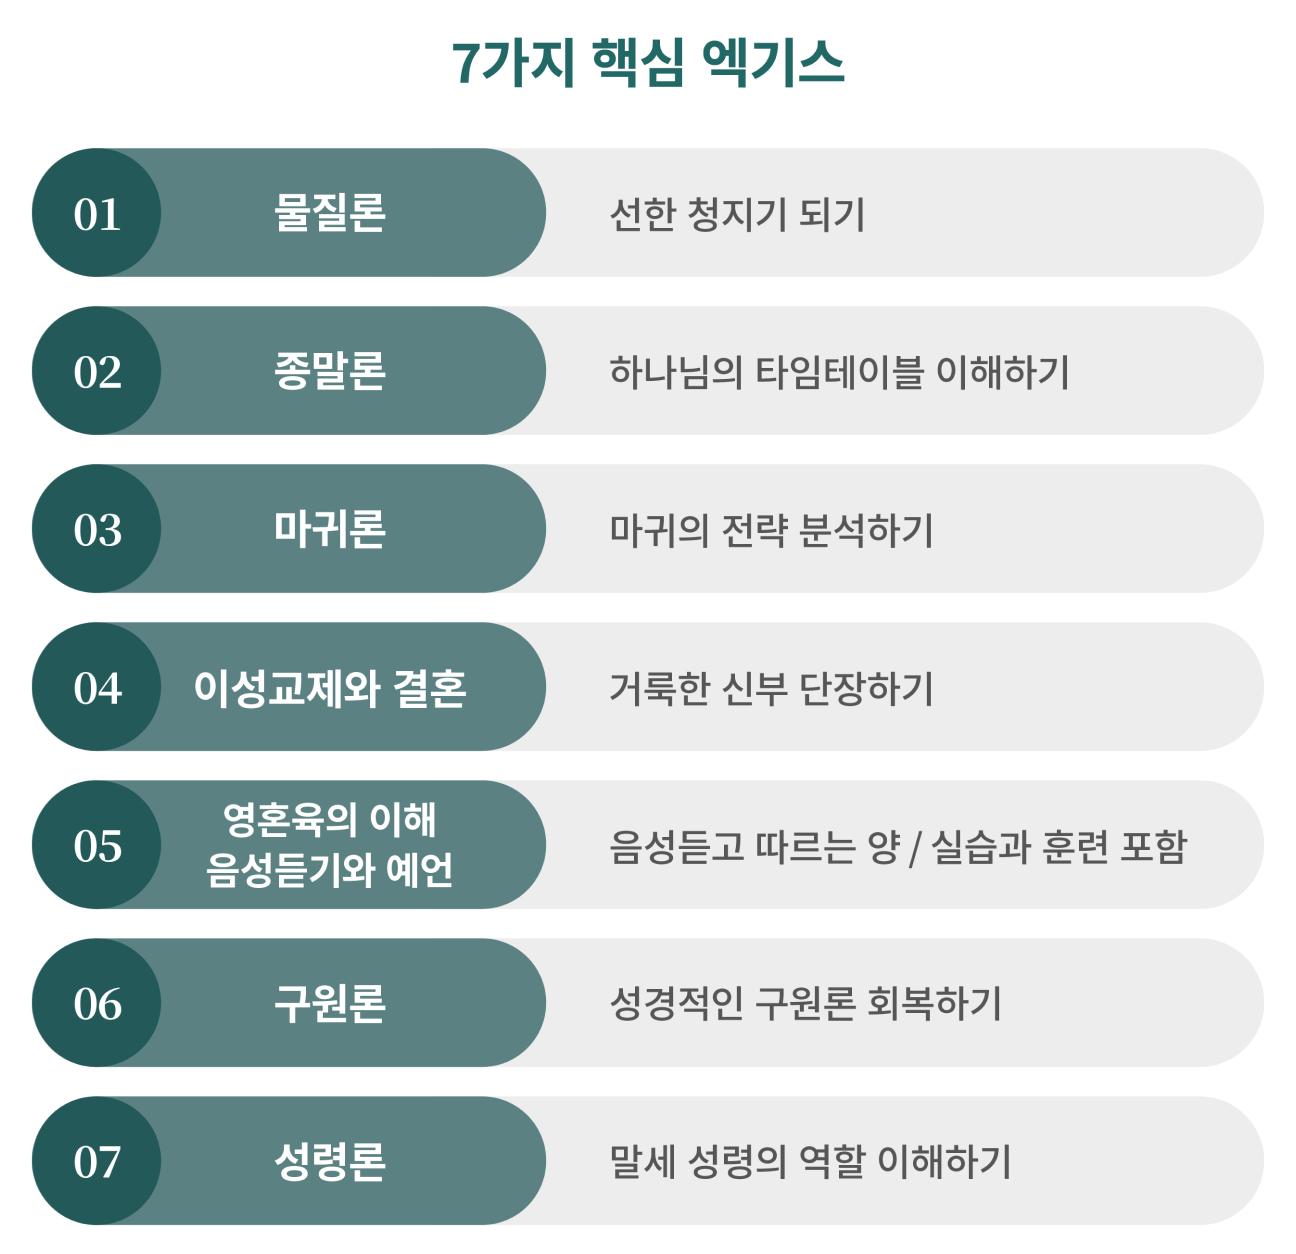 7가지 핵심 엑기스
01 물질론 선한 청지기 되기
02 종말론 하나님의 타임테이블 이해하기
03 마귀론 마귀의 전략 분석하기
04 이성교제와 결혼 거룩한 신부 단장하기
05 영혼육의 이해
음성듣기와 예언 음성듣고 따르는 양 / 실습과 훈련 포함
06 구원론 성경적인 구원론 회복하기
07 성령론 말세 성령의 역할 이해하기